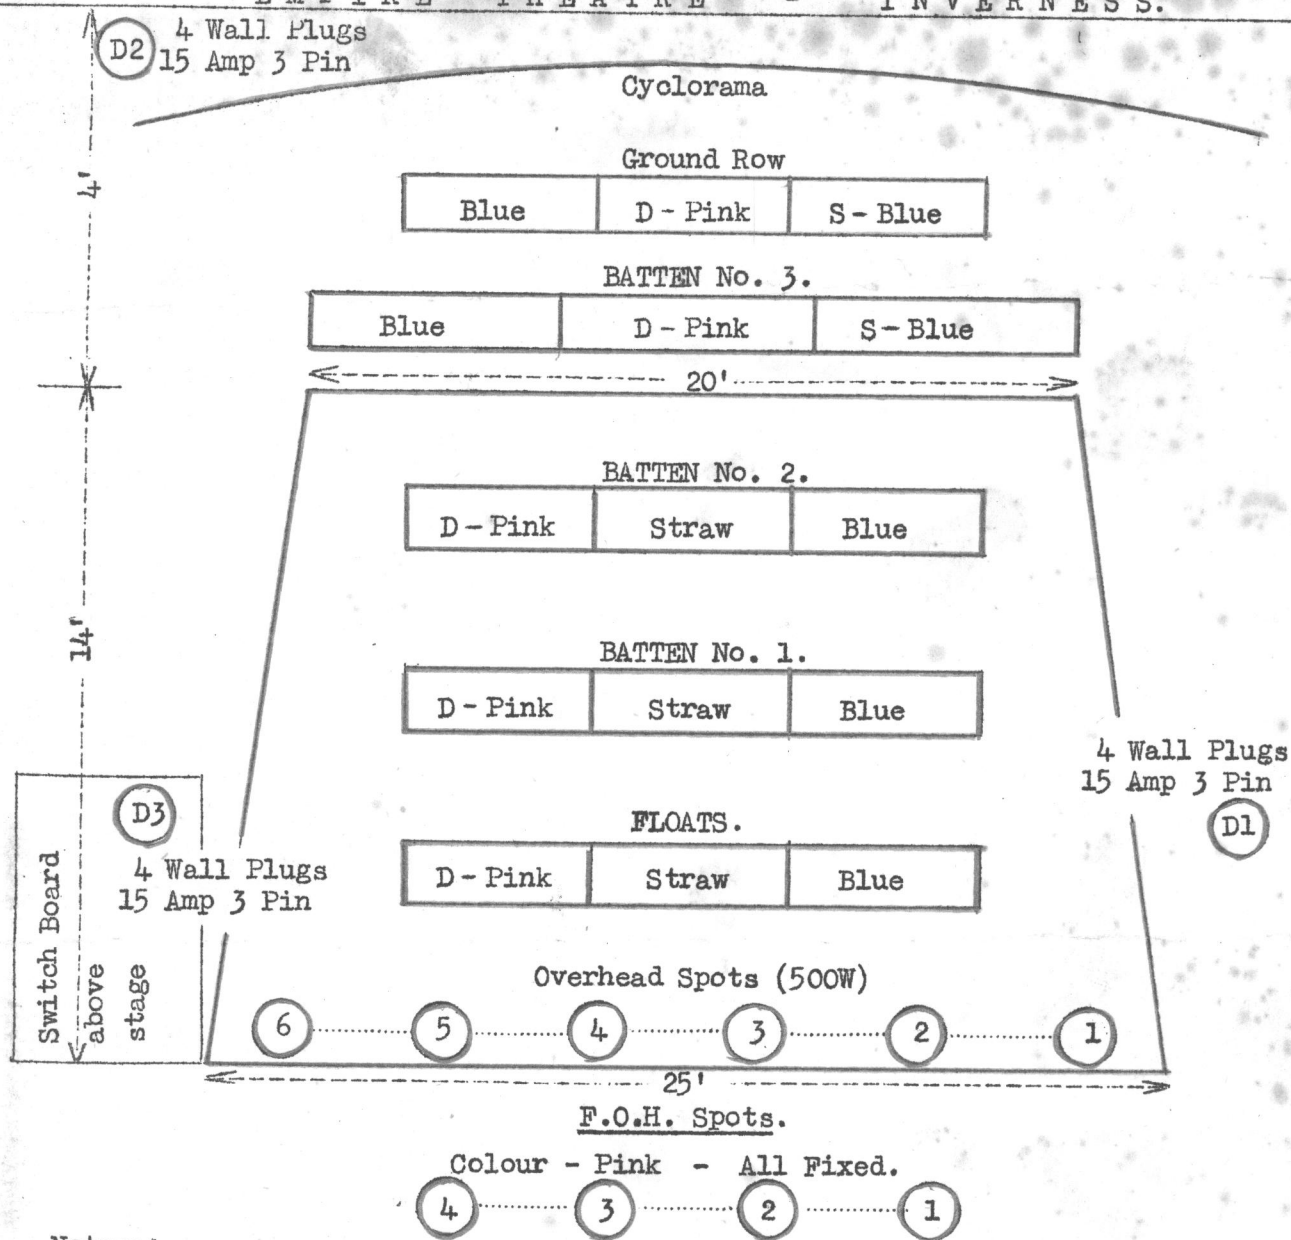 EMPIRE THEATRE - INVERNESS.
D2
4 Wall Plugs
15 Amp 3 Pin
Cyclorama
4'
Ground Row
Blue D-Pink S-Blue
BATTEN No. 3.
Blue D-Pink S-Blue
20'
BATTEN No. 2.
D-Pink Straw Blue
14'
BATTEN No. 1.
D-Pink Straw Blue
4 Wall Plugs
15 Amp 3 Pin
D1
D3
4 Wall Plugs
15 Amp 3 Pin
FLOATS.
D-Pink Straw Blue
Switch Board
above
stage
Overhead Spots (500W)
6 5 4 3 2 1
25'
F.O.H. Spots.
Colour - Pink - All Fixed.
4 3 2 1